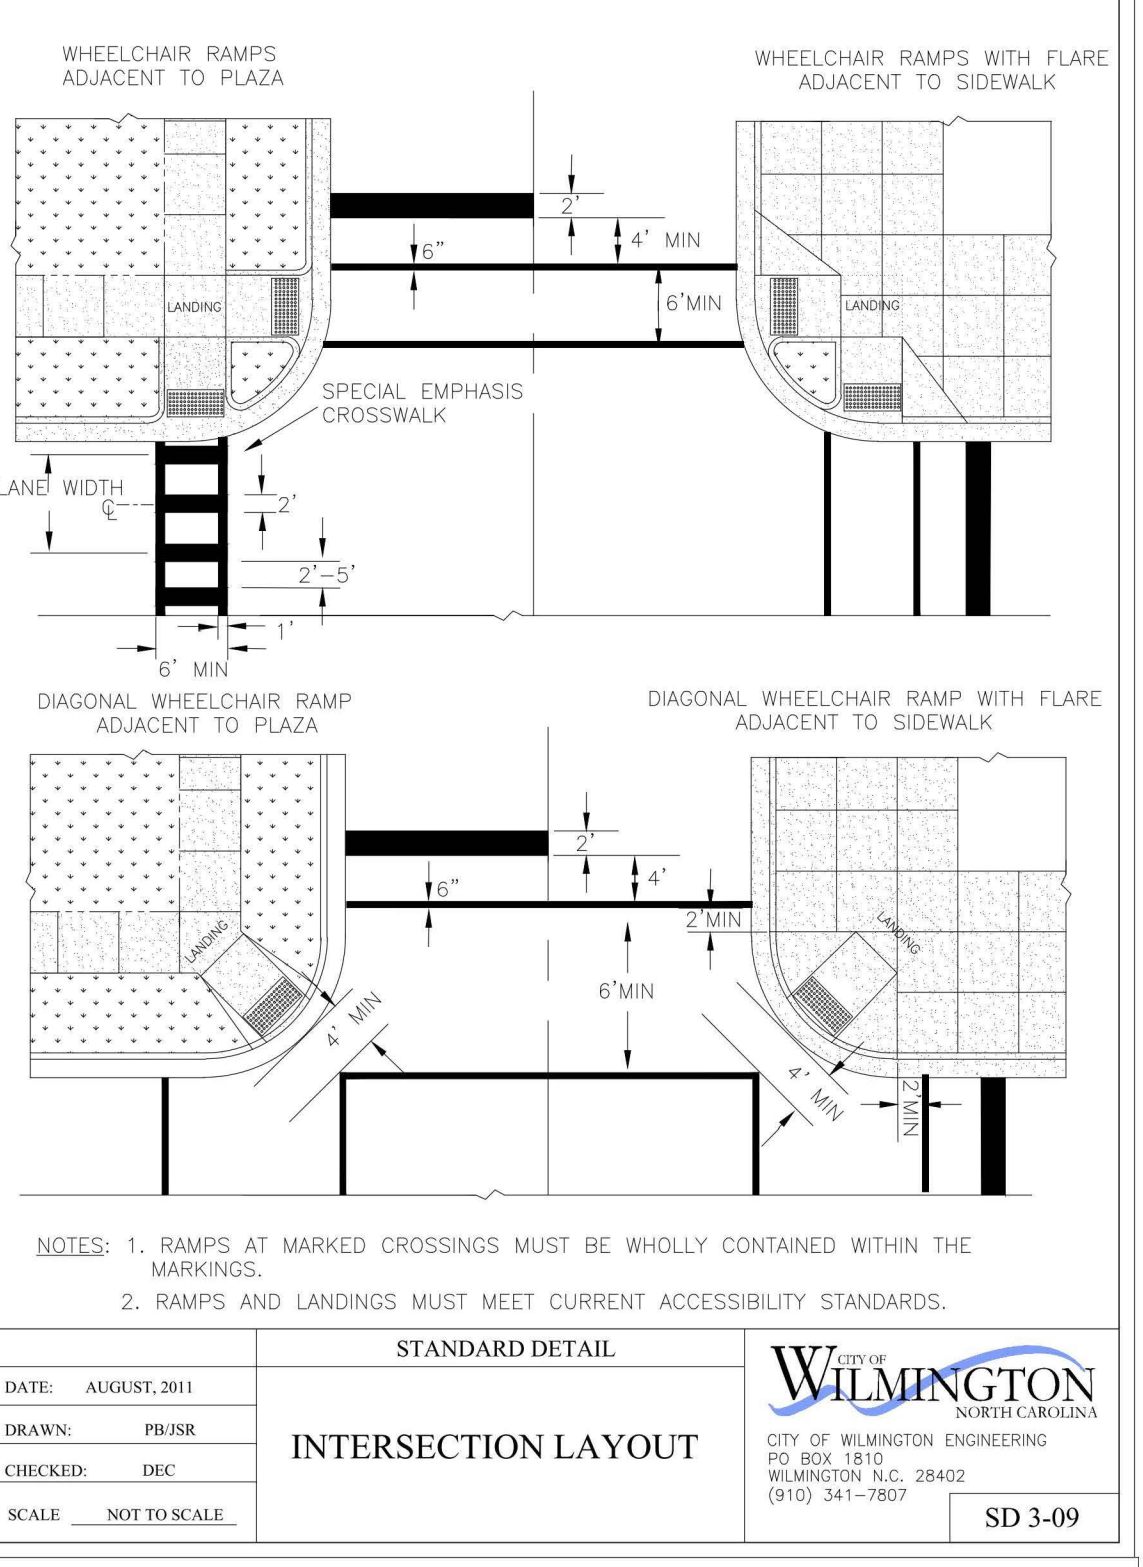 WHEELCHAIR RAMPS
ADJACENT TO PLAZA
WHEELCHAIR RAMPS WITH FLARE
ADJACENT TO SIDEWALK
2'
4' MIN
6"
6'MIN
LANDING
LANDING
SPECIAL EMPHASIS
CROSSWALK
LANE WIDTH
℄
2'
2'-5'
1'
6' MIN
DIAGONAL WHEELCHAIR RAMP
ADJACENT TO PLAZA
DIAGONAL WHEELCHAIR RAMP WITH FLARE
ADJACENT TO SIDEWALK
2'
6"
4'
2'MIN
LANDING
LANDING
6'MIN
4' MIN
4' MIN
2'MIN
NOTES: 1. RAMPS AT MARKED CROSSINGS MUST BE WHOLLY CONTAINED WITHIN THE
MARKINGS.
2. RAMPS AND LANDINGS MUST MEET CURRENT ACCESSIBILITY STANDARDS.
STANDARD DETAIL
INTERSECTION LAYOUT
DATE: AUGUST, 2011
DRAWN: PB/JSR
CHECKED: DEC
SCALE NOT TO SCALE
CITY OF
WILMINGTON
NORTH CAROLINA
CITY OF WILMINGTON ENGINEERING
PO BOX 1810
WILMINGTON N.C. 28402
(910) 341-7807
SD 3-09